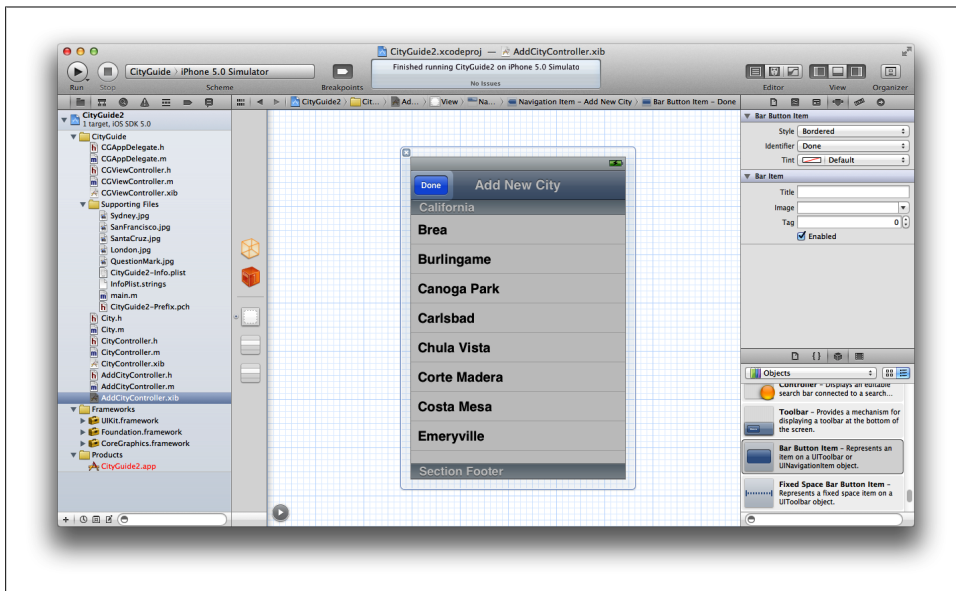 CityGuide2.xcodeproj — AddCityController.xib
CityGuide › iPhone 5.0 Simulator
Finished running CityGuide2 on iPhone 5.0 Simulato
No Issues
Run Stop Scheme Breakpoints Editor View Organizer
CityGuide2 › Cit... › Ad... › View › Na... › Navigation Item – Add New City › Bar Button Item – Done
CityGuide2
1 target, iOS SDK 5.0
CityGuide
CGAppDelegate.h
CGAppDelegate.m
CGViewController.h
CGViewController.m
CGViewController.xib
Supporting Files
Sydney.jpg
SanFrancisco.jpg
SantaCruz.jpg
London.jpg
QuestionMark.jpg
CityGuide2-Info.plist
InfoPlist.strings
main.m
CityGuide2-Prefix.pch
City.h
City.m
CityController.h
CityController.m
CityController.xib
AddCityController.h
AddCityController.m
AddCityController.xib
Frameworks
UIKit.framework
Foundation.framework
CoreGraphics.framework
Products
CityGuide2.app
Done Add New City
California
Brea
Burlingame
Canoga Park
Carlsbad
Chula Vista
Corte Madera
Costa Mesa
Emeryville
Section Footer
Bar Button Item
Style Bordered
Identifier Done
Tint Default
Bar Item
Title
Image
Tag 0
Enabled
Objects
Controller – Displays an editable
search bar connected to a search...
Toolbar – Provides a mechanism for
displaying a toolbar at the bottom of
the screen.
Bar Button Item – Represents an
item on a UIToolbar or
UINavigationItem object.
Fixed Space Bar Button Item –
Represents a fixed space item on a
UIToolbar object.